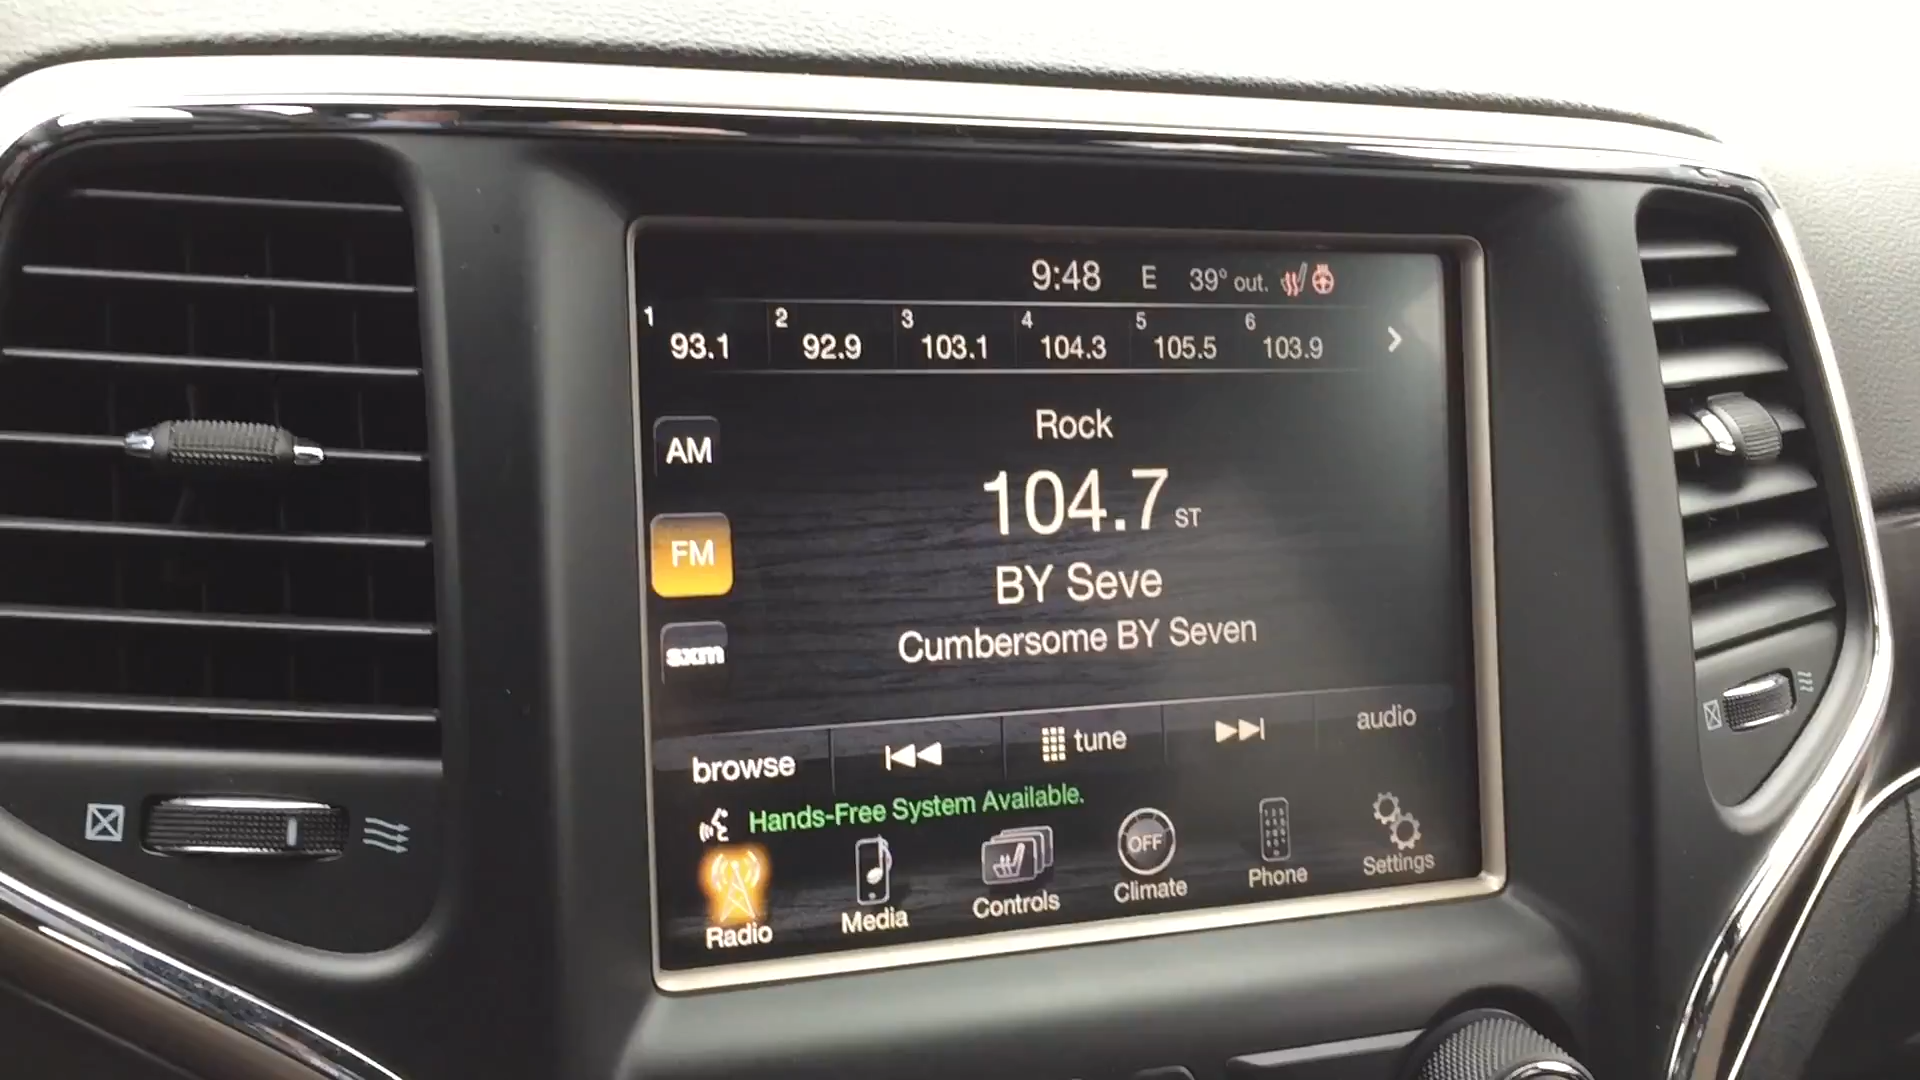 9:48 E 39° out.
1 2 3 4 5 6
93.1 92.9 103.1 104.3 105.5 103.9
Rock
AM
104.7 ST
FM
BY Seve
Cumbersome BY Seven
sxm
browse tune audio
Hands-Free System Available.
OFF
Radio Media Controls Climate Phone Settings